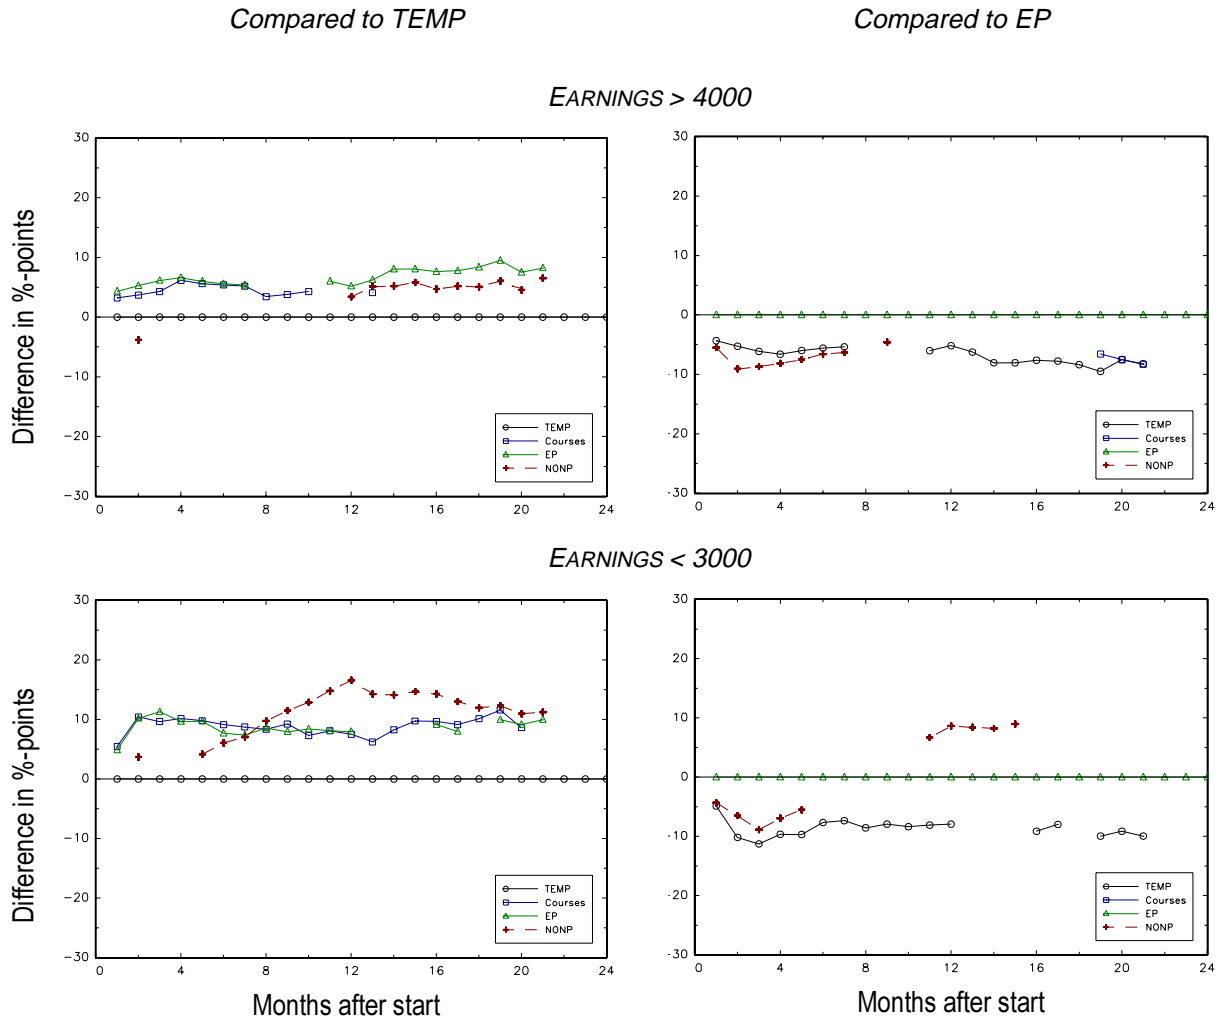 Compared to TEMP
Compared to EP
EARNINGS > 4000
Difference in %-points
30
20
10
0
-10
-20
-30
0 4 8 12 16 20 24
TEMP
Courses
EP
NONP
30
20
10
0
-10
-20
-30
0 4 8 12 16 20 24
TEMP
Courses
EP
NONP
EARNINGS < 3000
Difference in %-points
30
20
10
0
-10
-20
-30
0 4 8 12 16 20 24
TEMP
Courses
EP
NONP
Months after start
30
20
10
0
-10
-20
-30
0 4 8 12 16 20 24
TEMP
Courses
EP
NONP
Months after start